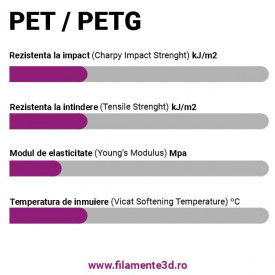 PET / PETG
Rezistenta la impact (Charpy Impact Strenght) kJ/m2
Rezistenta la intindere (Tensile Strenght) kJ/m2
Modul de elasticitate (Young's Modulus) Mpa
Temperatura de inmuiere (Vicat Softening Temperature) ºC
www.filamente3d.ro